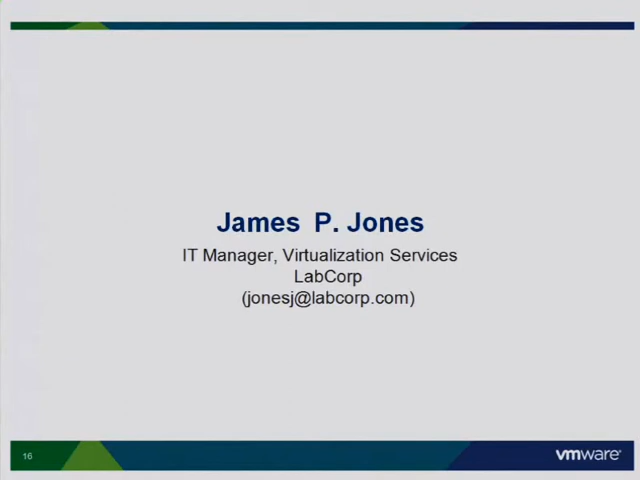 James P. Jones
IT Manager, Virtualization Services
LabCorp
(jonesj@labcorp.com)
16
vmware